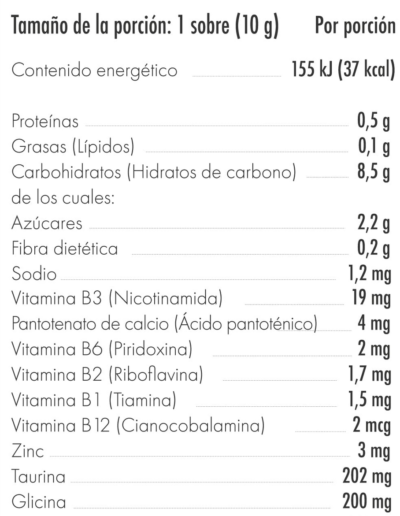 Tamaño de la porción: 1 sobre (10 g) Por porción
Contenido energético 155 kJ (37 kcal)
Proteínas 0,5 g
Grasas (Lípidos) 0,1 g
Carbohidratos (Hidratos de carbono) 8,5 g
de los cuales:
Azúcares 2,2 g
Fibra dietética 0,2 g
Sodio 1,2 mg
Vitamina B3 (Nicotinamida) 19 mg
Pantotenato de calcio (Ácido pantoténico) 4 mg
Vitamina B6 (Piridoxina) 2 mg
Vitamina B2 (Riboflavina) 1,7 mg
Vitamina B1 (Tiamina) 1,5 mg
Vitamina B12 (Cianocobalamina) 2 mcg
Zinc 3 mg
Taurina 202 mg
Glicina 200 mg